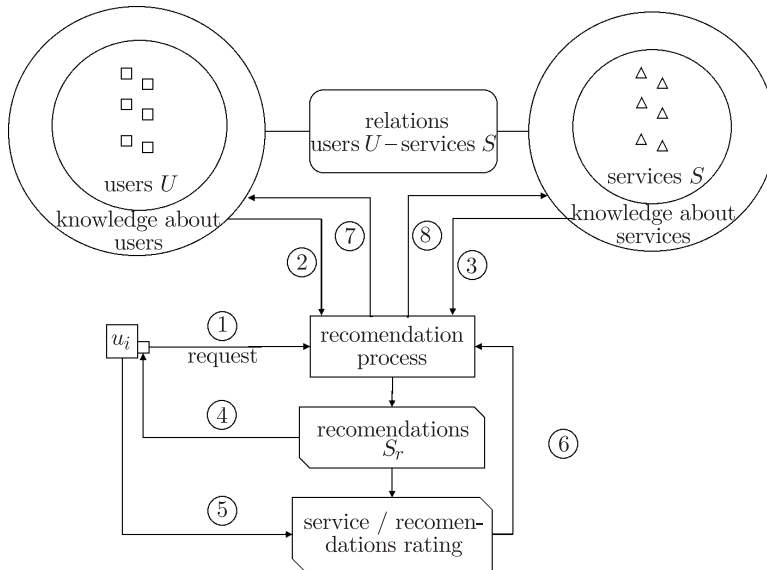 relations
users U – services S
users U
services S
knowledge about
users
knowledge about
services
7
8
2
3
1
u_i
request
recomendation
process
4
recomendations
S_r
6
5
service / recomen-
dations rating